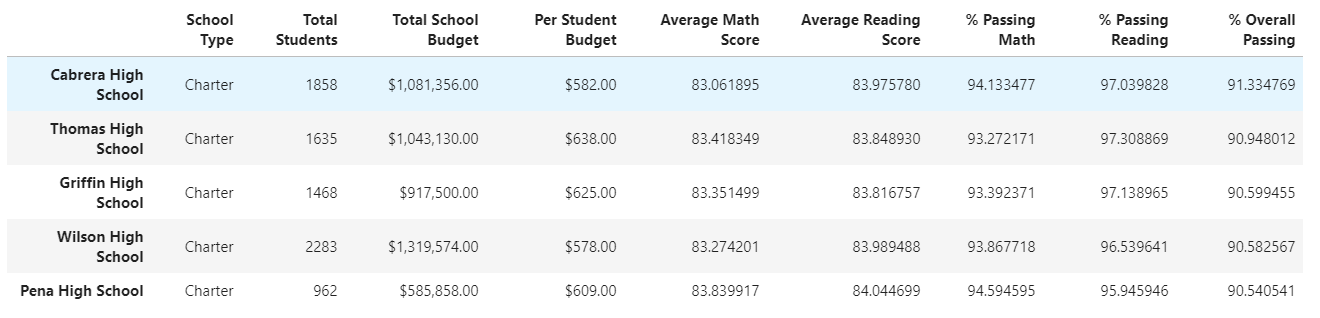 School Type Total Students Total School Budget Per Student Budget Average Math Score Average Reading Score % Passing Math % Passing Reading % Overall Passing
Cabrera High School Charter 1858 $1,081,356.00 $582.00 83.061895 83.975780 94.133477 97.039828 91.334769
Thomas High School Charter 1635 $1,043,130.00 $638.00 83.418349 83.848930 93.272171 97.308869 90.948012
Griffin High School Charter 1468 $917,500.00 $625.00 83.351499 83.816757 93.392371 97.138965 90.599455
Wilson High School Charter 2283 $1,319,574.00 $578.00 83.274201 83.989488 93.867718 96.539641 90.582567
Pena High School Charter 962 $585,858.00 $609.00 83.839917 84.044699 94.594595 95.945946 90.540541